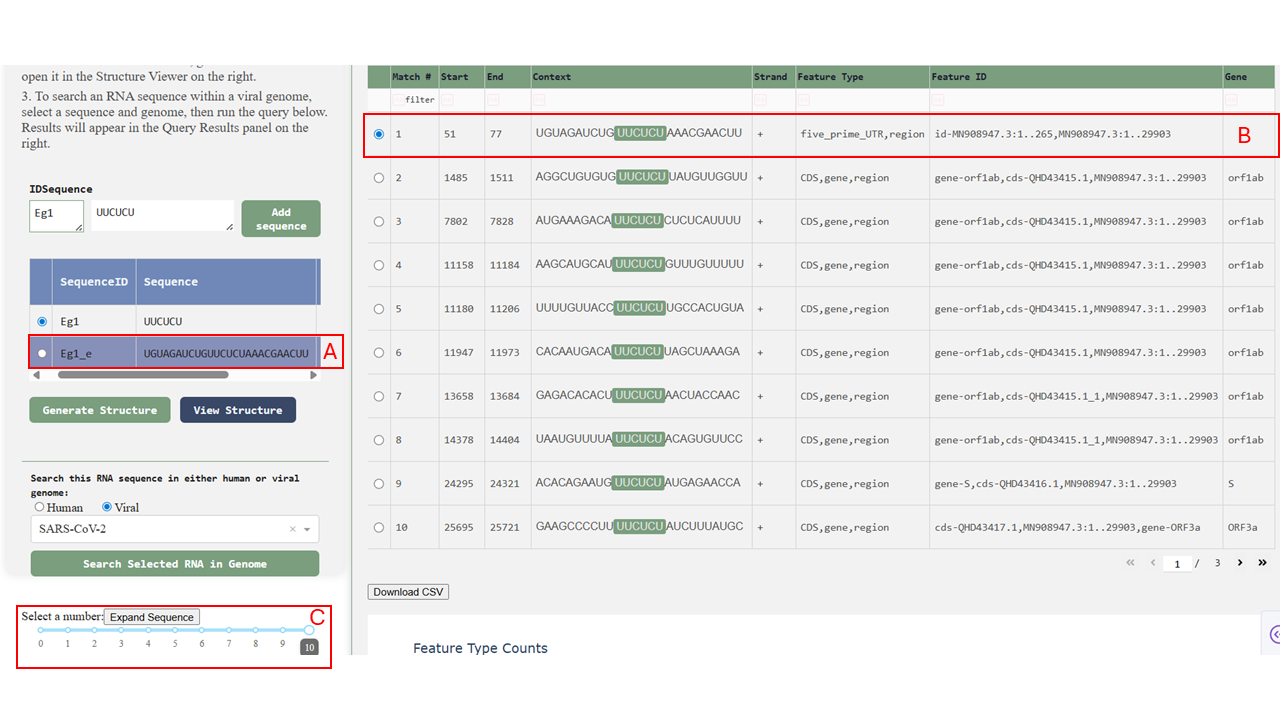 open it in the Structure Viewer on the right.
3. To search an RNA sequence within a viral genome,
select a sequence and genome, then run the query below.
Results will appear in the Query Results panel on the
right.
IDSequence
Eg1 UUCUCU Add sequence
SequenceID Sequence
Eg1 UUCUCU
Eg1_e UGUAGAUCUGUUCUCUAAACGAACUU A
Generate Structure View Structure
Search this RNA sequence in either human or viral
genome:
Human Viral
SARS-CoV-2 ×
Search Selected RNA in Genome
Select a number: Expand Sequence C
0 1 2 3 4 5 6 7 8 9 10
Match # Start End Context Strand Feature Type Feature ID Gene
filter
1 51 77 UGUAGAUCUGUUCUCUAAACGAACUU + five_prime_UTR,region id-MN908947.3:1..265,MN908947.3:1..29903 B
2 1485 1511 AGGCUGUGUGUUCUCUUAUGUUGGUU + CDS,gene,region gene-orf1ab,cds-QHD43415.1,MN908947.3:1..29903 orf1ab
3 7802 7828 AUGAAAGACAUUCUCUCUCUCAUUUU + CDS,gene,region gene-orf1ab,cds-QHD43415.1,MN908947.3:1..29903 orf1ab
4 11158 11184 AAGCAUGCAUUUCUCUGUUUGUUUUU + CDS,gene,region gene-orf1ab,cds-QHD43415.1,MN908947.3:1..29903 orf1ab
5 11180 11206 UUUUGUUACCUUCUCUUGCCACUGUA + CDS,gene,region gene-orf1ab,cds-QHD43415.1,MN908947.3:1..29903 orf1ab
6 11947 11973 CACAAUGACAUUCUCUUAGCUAAAGA + CDS,gene,region gene-orf1ab,cds-QHD43415.1,MN908947.3:1..29903 orf1ab
7 13658 13684 GAGACACACUUUCUCUAACUACCAAC + CDS,gene,region gene-orf1ab,cds-QHD43415.1_1,MN908947.3:1..29903 orf1ab
8 14378 14404 UAAUGUUUUAUUCUCUACAGUGUUCC + CDS,gene,region gene-orf1ab,cds-QHD43415.1_1,MN908947.3:1..29903 orf1ab
9 24295 24321 ACACAGAAUGUUCUCUAUGAGAACCA + CDS,gene,region gene-S,cds-QHD43416.1,MN908947.3:1..29903 S
10 25695 25721 GAAGCCCCUUUUCUCUAUCUUUAUGC + CDS,gene,region cds-QHD43417.1,MN908947.3:1..29903,gene-ORF3a ORF3a
1 / 3
Download CSV
Feature Type Counts